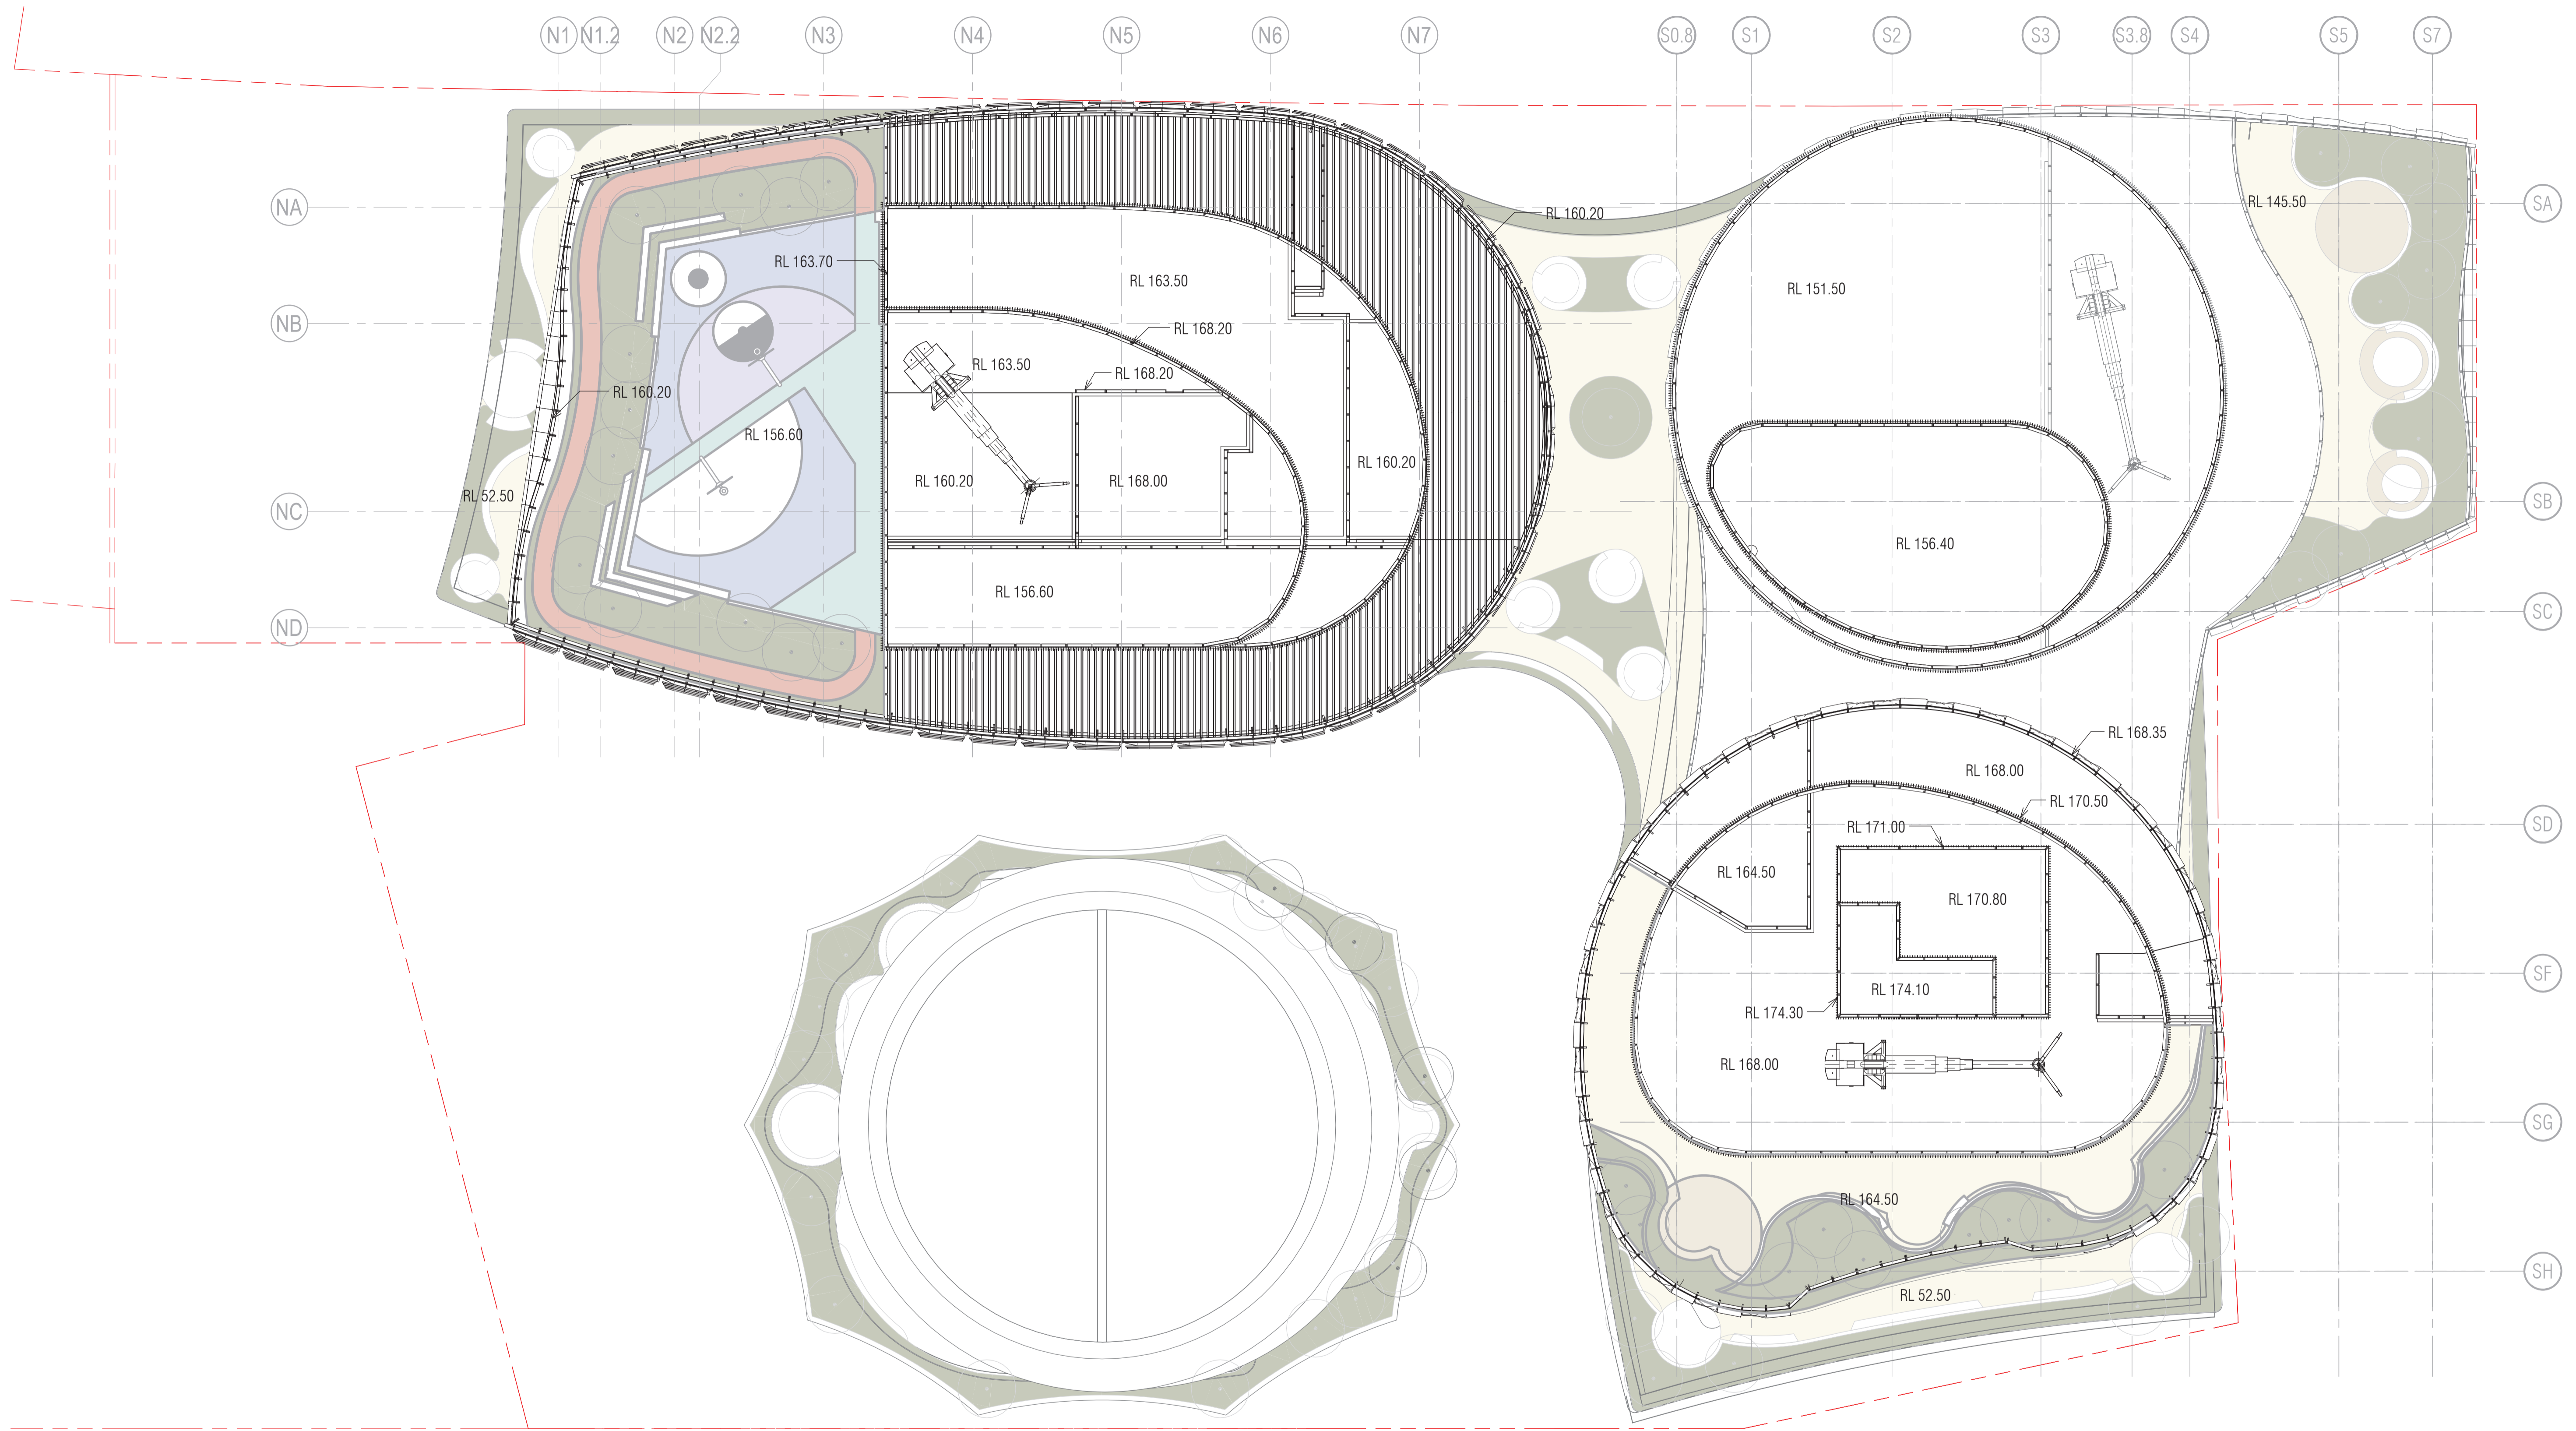 N1
N1.2
N2
N2.2
N3
N4
N5
N6
N7
S0.8
S1
S2
S3
S3.8
S4
S5
S7
NA
SA
RL 145.50
RL 160.20
RL 163.70
RL 163.50
RL 151.50
NB
RL 168.20
RL 163.50
RL 168.20
RL 160.20
RL 156.60
RL 160.20
RL 160.20
RL 168.00
RL 52.50
SB
NC
RL 156.40
RL 156.60
SC
ND
RL 168.35
RL 168.00
RL 170.50
RL 171.00
SD
RL 164.50
RL 170.80
SF
RL 174.10
RL 174.30
RL 168.00
SG
RL 164.50
SH
RL 52.50